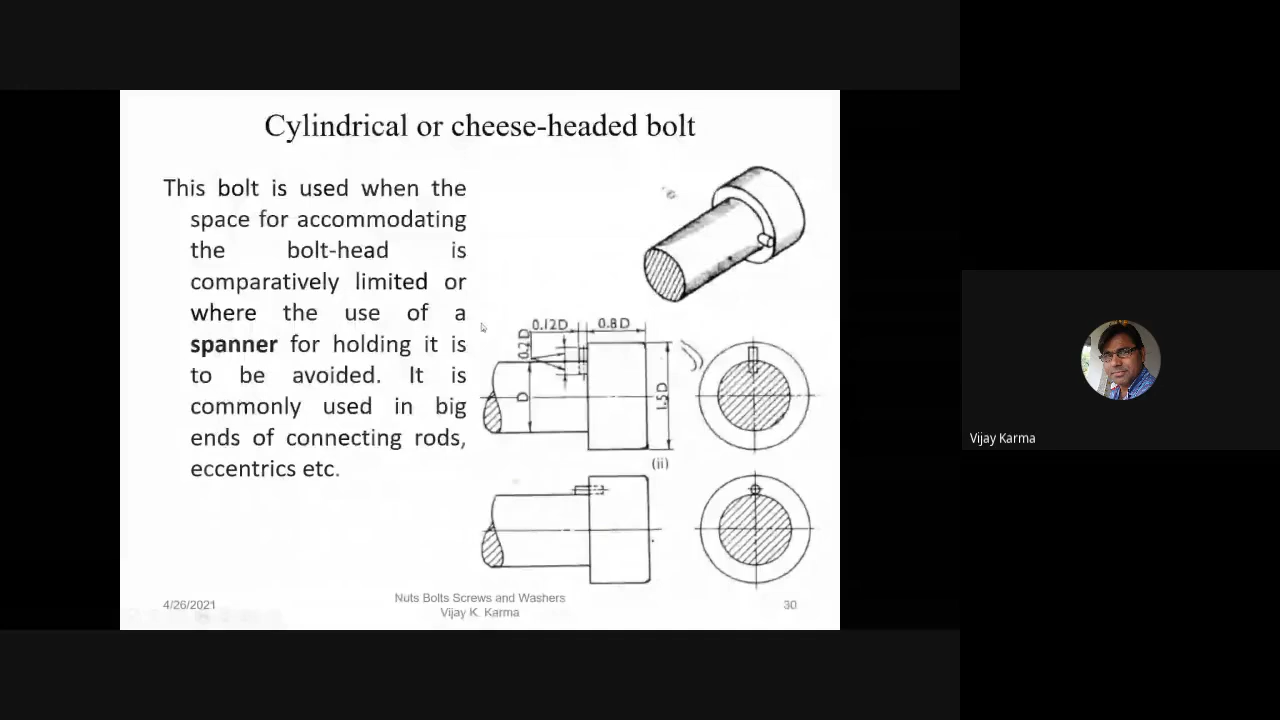 Cylindrical or cheese-headed bolt
This bolt is used when the
space for accommodating
the bolt-head is
comparatively limited or
where the use of a
spanner for holding it is
to be avoided. It is
commonly used in big
ends of connecting rods,
eccentrics etc.
0.12D
0.8D
0.2D
D
1.5D
(ii)
4/26/2021
Nuts Bolts Screws and Washers
Vijay K. Karma
30
Vijay Karma